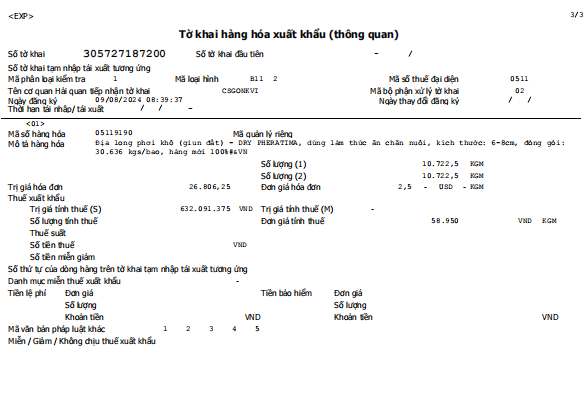 <EXP> 3/3
Tờ khai hàng hóa xuất khẩu (thông quan)
Số tờ khai 305727187200 Số tờ khai đầu tiên - /
Số tờ khai tạm nhập tái xuất tương ứng
Mã phân loại kiểm tra 1 Mã loại hình B11 2 Mã số thuế đại diện 0511
Tên cơ quan Hải quan tiếp nhận tờ khai CSGONKVI Mã bộ phận xử lý tờ khai 02
Ngày đăng ký 09/08/2024 08:39:37 Ngày thay đổi đăng ký / /
Thời hạn tái nhập/ tái xuất / / -
<01>
Mã số hàng hóa 05119190 Mã quản lý riêng
Mô tả hàng hóa Địa long phơi khô (giun đất) - DRY PHERATIMA, dùng làm thức ăn chăn nuôi, kích thước: 6-8cm, đóng gói:
30.636 kgs/bao, hàng mới 100%#&VN
Số lượng (1) 10.722,5 KGM
Số lượng (2) 10.722,5 KGM
Trị giá hóa đơn 26.806,25 Đơn giá hóa đơn 2,5 - USD - KGM
Thuế xuất khẩu
Trị giá tính thuế (S) 632.091.375 VND Trị giá tính thuế (M) -
Số lượng tính thuế Đơn giá tính thuế 58.950 VND KGM
Thuế suất
Số tiền thuế VND
Số tiền miễn giảm
Số thứ tự của dòng hàng trên tờ khai tạm nhập tái xuất tương ứng
Danh mục miễn thuế xuất khẩu -
Tiền lệ phí Đơn giá Tiền bảo hiểm Đơn giá
Số lượng Số lượng
Khoản tiền VND Khoản tiền VND
Mã văn bản pháp luật khác 1 2 3 4 5
Miễn / Giảm / Không chịu thuế xuất khẩu